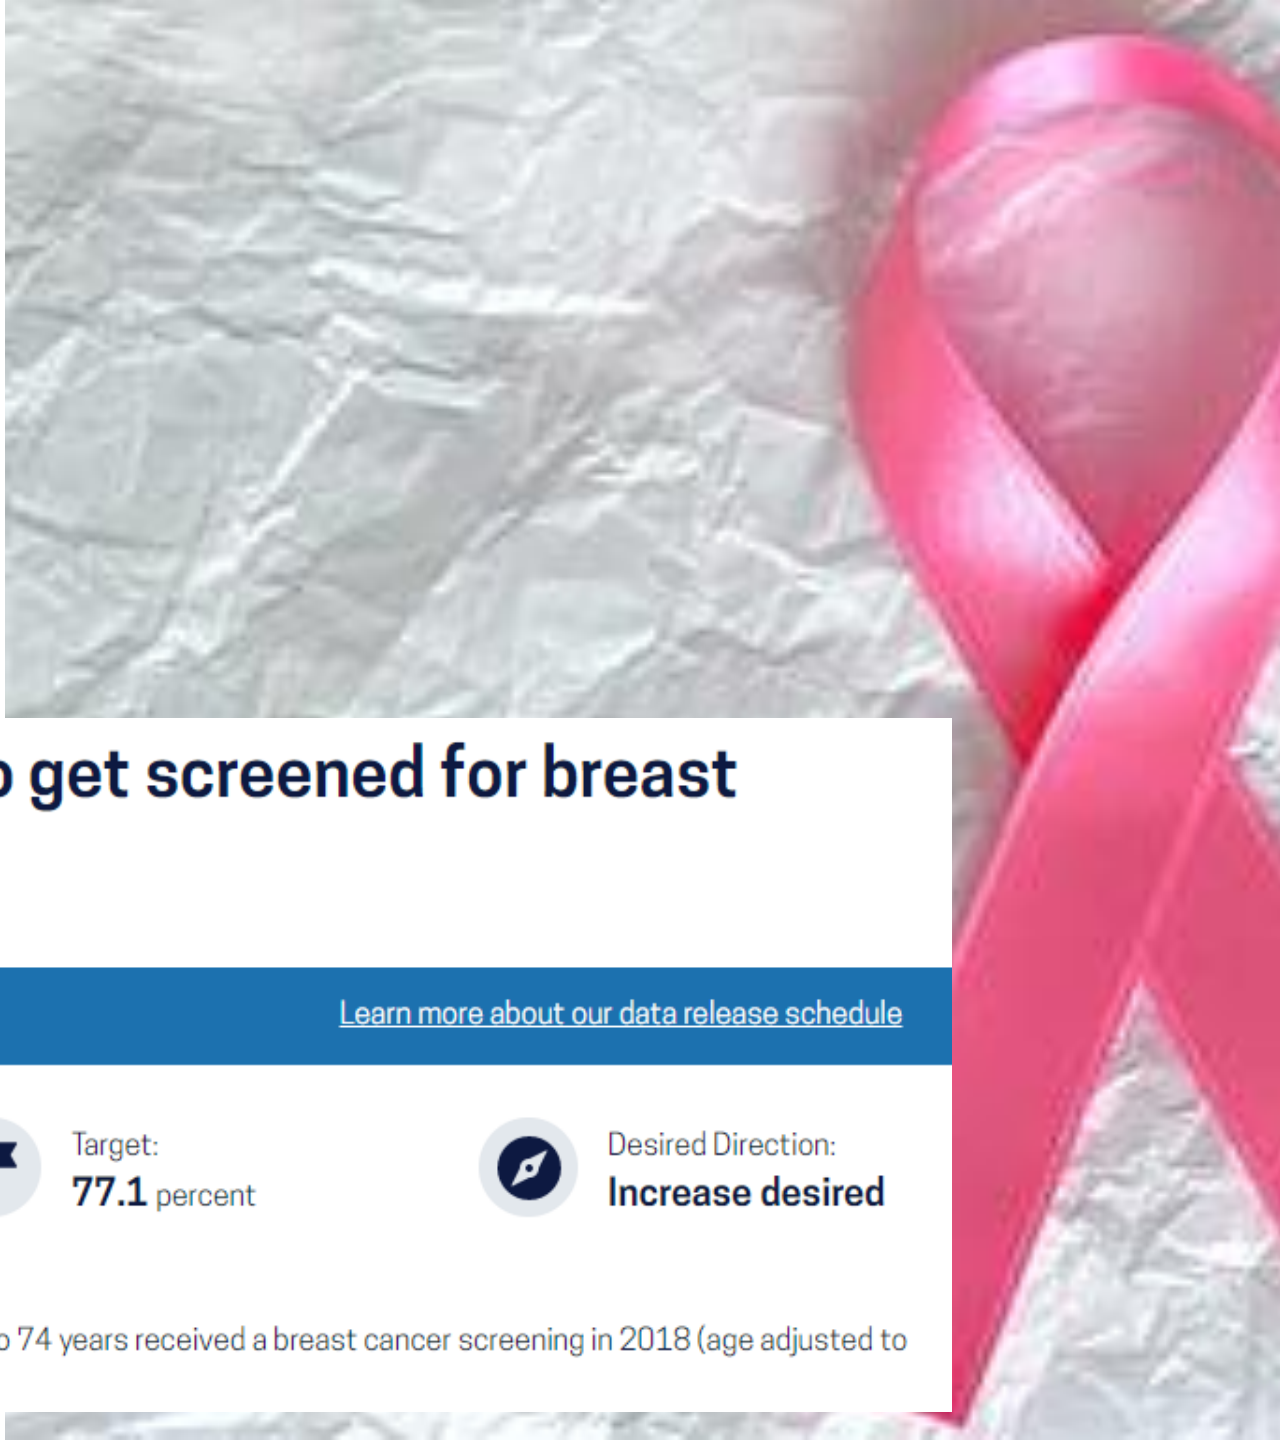 get screened for breast
Learn more about our data release schedule
Target:
77.1 percent
Desired Direction:
Increase desired
74 years received a breast cancer screening in 2018 (age adjusted to